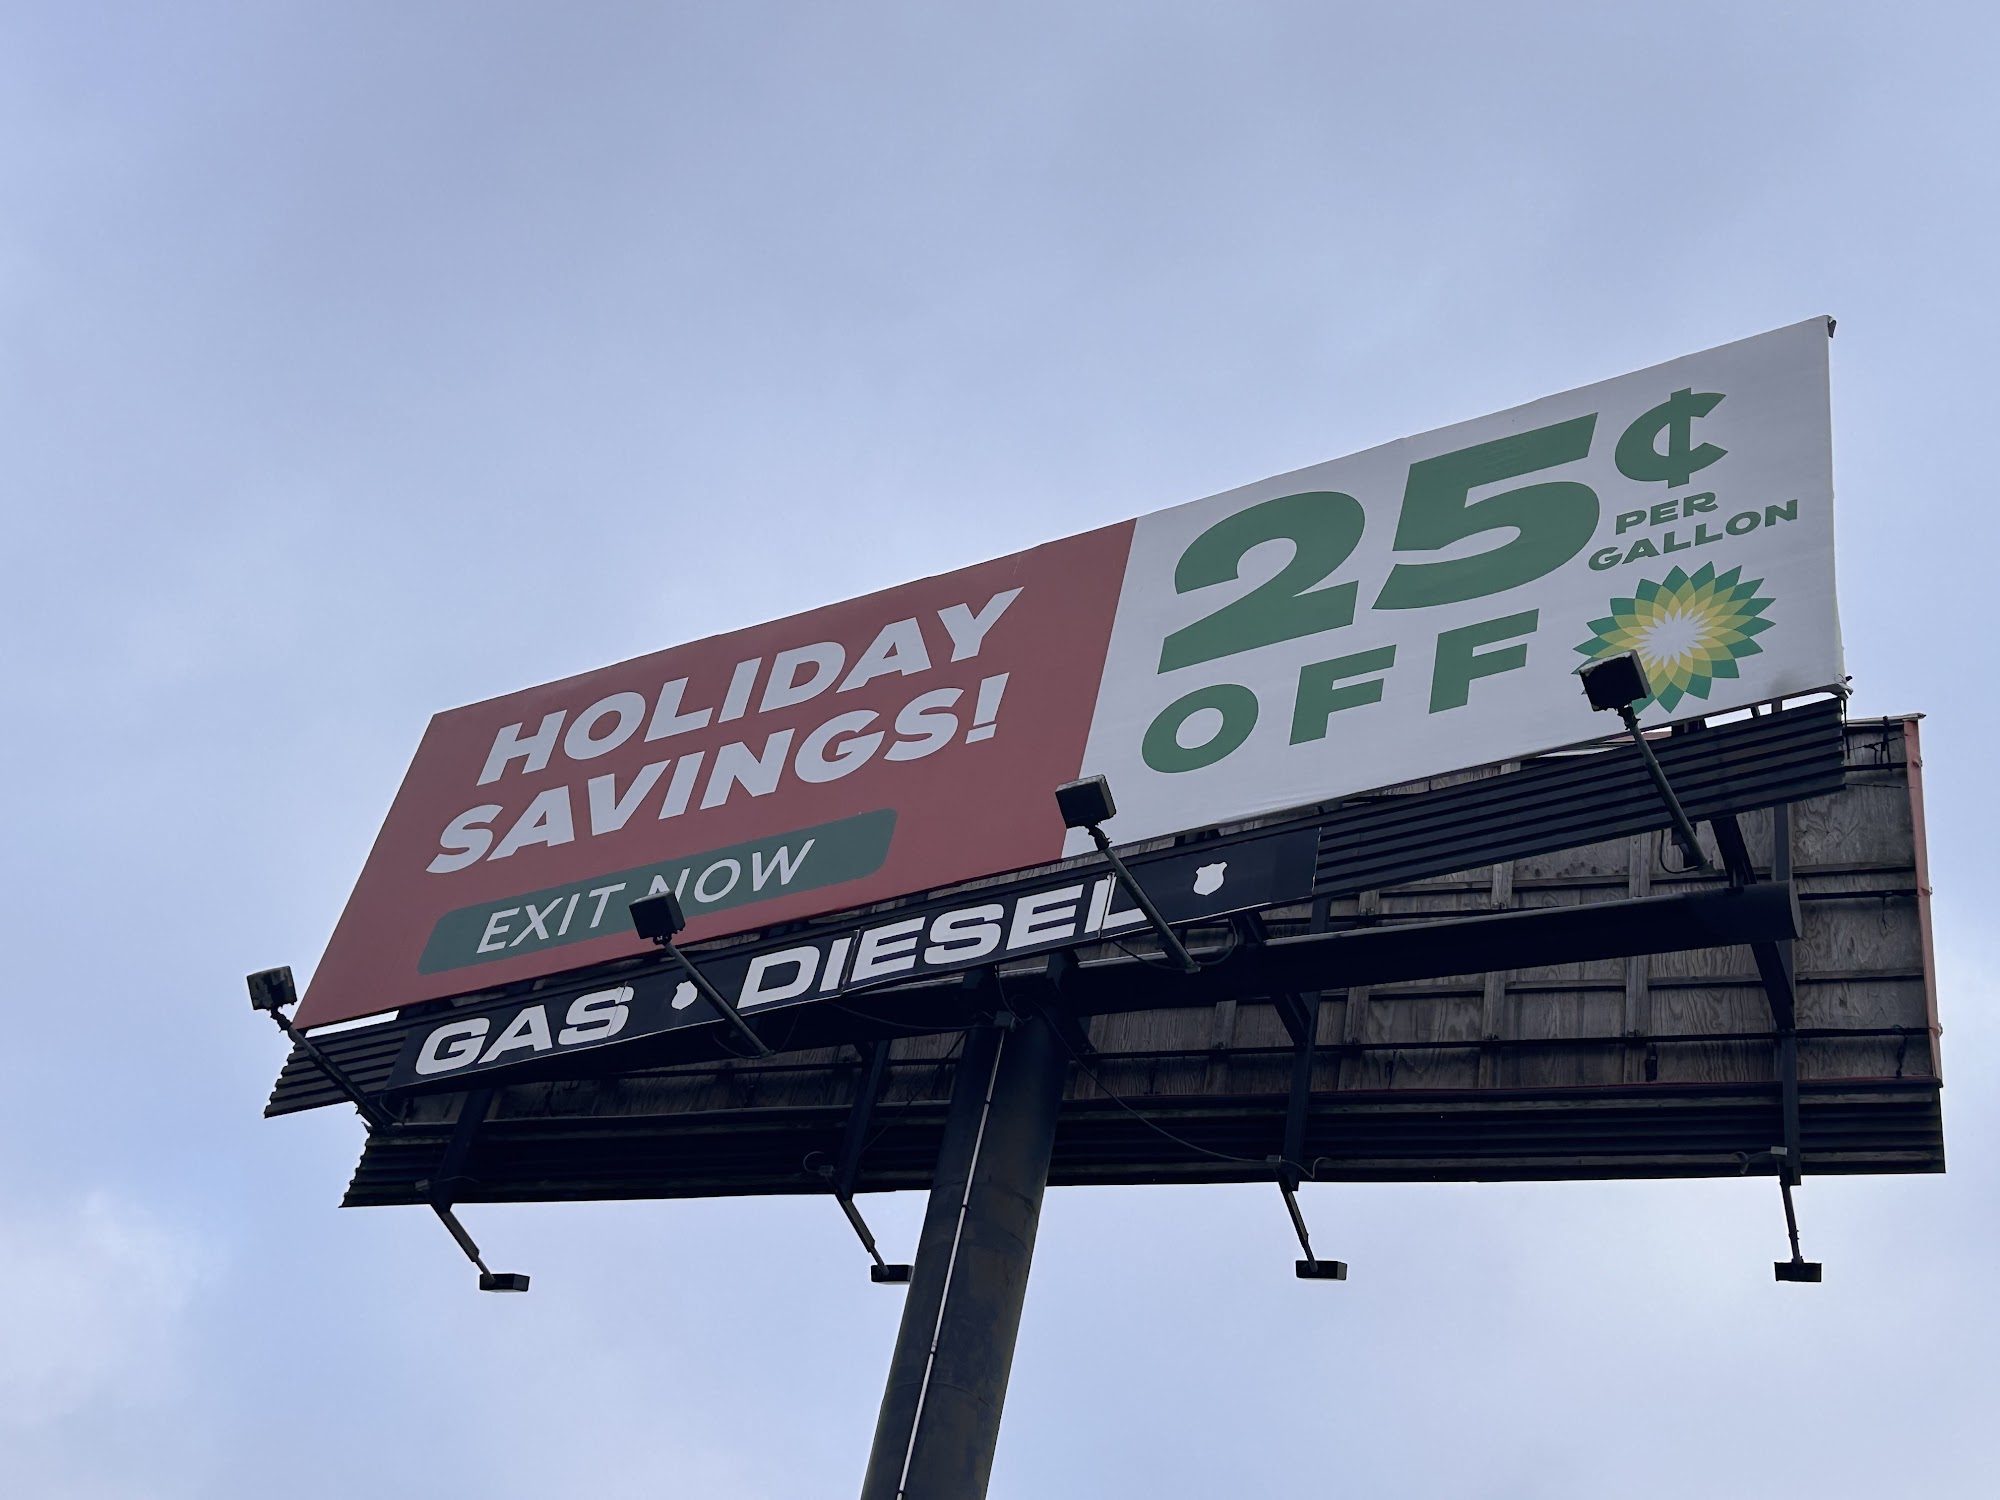 HOLIDAY
SAVINGS!
EXIT NOW
25¢
PER
GALLON
OFF
GAS • DIESEL